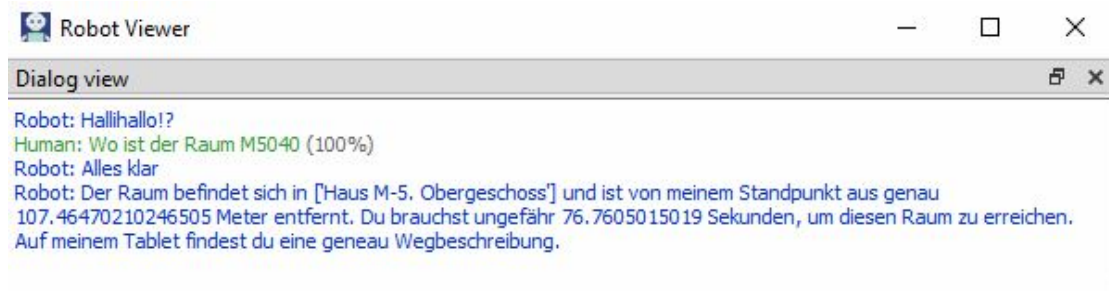 Robot Viewer
Dialog view
Robot: Hallihallo!?
Human: Wo ist der Raum M5040 (100%)
Robot: Alles klar
Robot: Der Raum befindet sich in ['Haus M-5. Obergeschoss'] und ist von meinem Standpunkt aus genau
107.46470210246505 Meter entfernt. Du brauchst ungefähr 76.7605015019 Sekunden, um diesen Raum zu erreichen.
Auf meinem Tablet findest du eine geneau Wegbeschreibung.